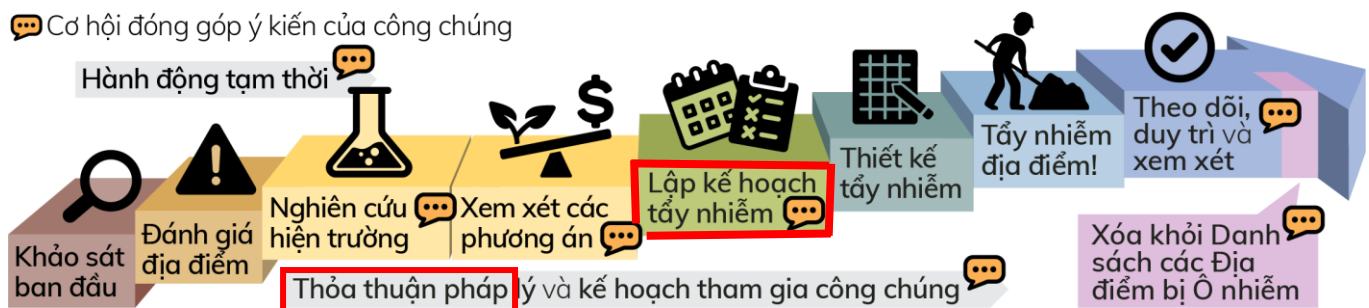 Cơ hội đóng góp ý kiến của công chúng
Hành động tạm thời
Khảo sát
ban đầu
Đánh giá
địa điểm
Nghiên cứu
hiện trường
Xem xét các
phương án
Lập kế hoạch
tẩy nhiễm
Thiết kế
tẩy nhiễm
Tẩy nhiễm
địa điểm!
Theo dõi,
duy trì và
xem xét
Thỏa thuận pháp lý và kế hoạch tham gia công chúng
Xóa khỏi Danh
sách các Địa
điểm bị Ô nhiễm